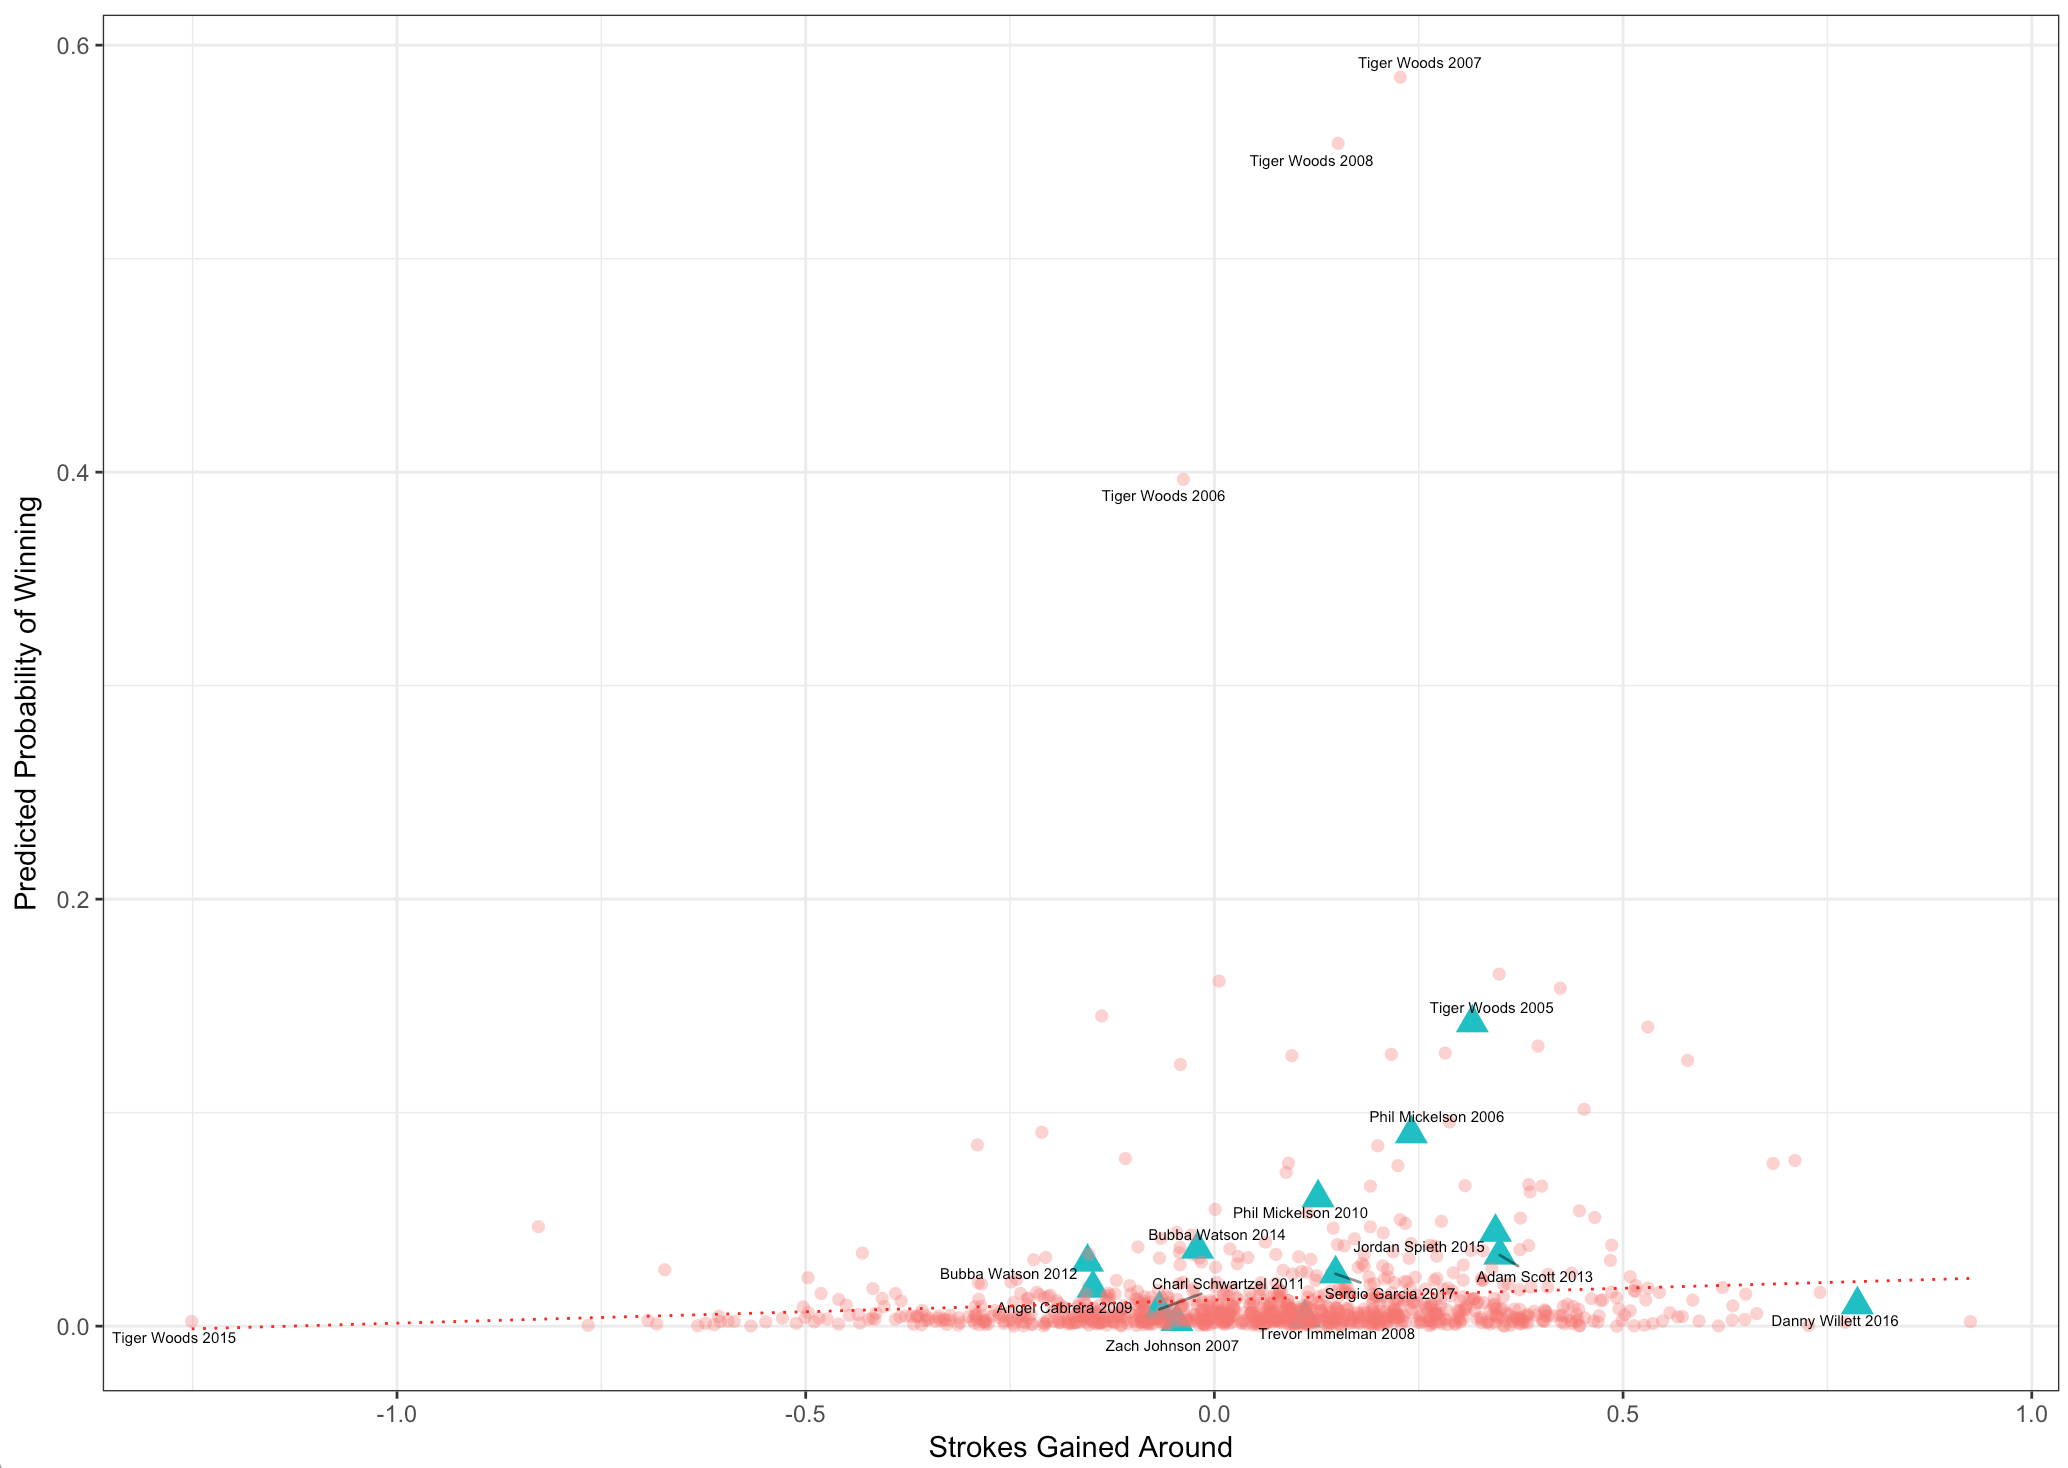 0.6
Tiger Woods 2007
Tiger Woods 2008
0.4
Tiger Woods 2006
Predicted Probability of Winning
0.2
Tiger Woods 2005
Phil Mickelson 2006
Phil Mickelson 2010
Bubba Watson 2014
Jordan Spieth 2015
Bubba Watson 2012
Adam Scott 2013
Charl Schwartzel 2011
Sergio Garcia 2017
Angel Cabrera 2009
Danny Willett 2016
0.0
Trevor Immelman 2008
Tiger Woods 2015
Zach Johnson 2007
-1.0
-0.5
0.0
0.5
1.0
Strokes Gained Around